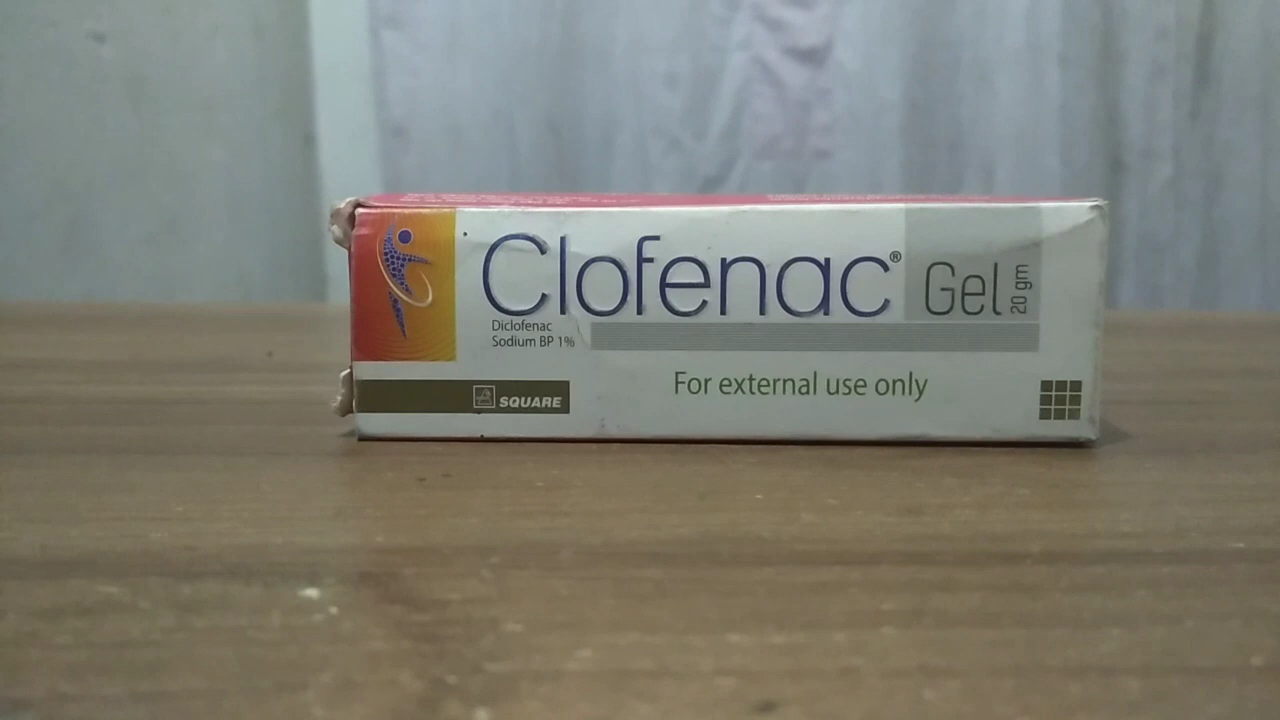 Clofenac® Gel 20 gm
Diclofenac
Sodium BP 1%
For external use only
SQUARE